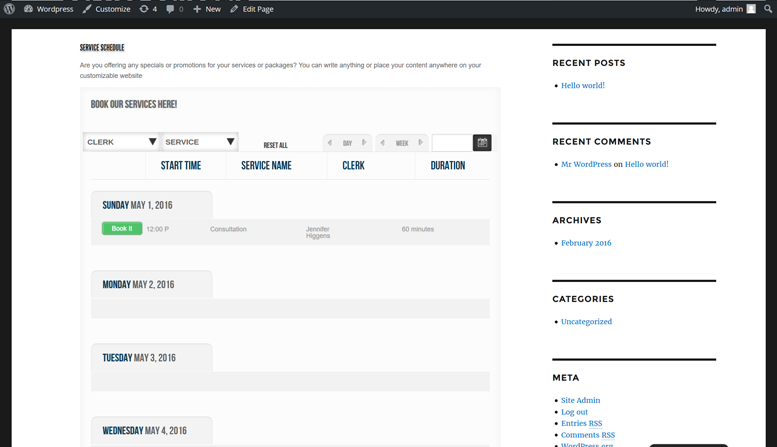 Wordpress Customize 4 0 New Edit Page Howdy, admin
SERVICE SCHEDULE
Are you offering any specials or promotions for your services or packages? You can write anything or place your content anywhere on your
customizable website
BOOK OUR SERVICES HERE!
CLERK SERVICE RESET ALL DAY WEEK
START TIME SERVICE NAME CLERK DURATION
SUNDAY MAY 1, 2016
Book It 12:00 P Consultation Jennifer
Higgens 60 minutes
MONDAY MAY 2, 2016
TUESDAY MAY 3, 2016
WEDNESDAY MAY 4, 2016
RECENT POSTS
Hello world!
RECENT COMMENTS
Mr WordPress on Hello world!
ARCHIVES
February 2016
CATEGORIES
Uncategorized
META
Site Admin
Log out
Entries RSS
Comments RSS
WordPress.org